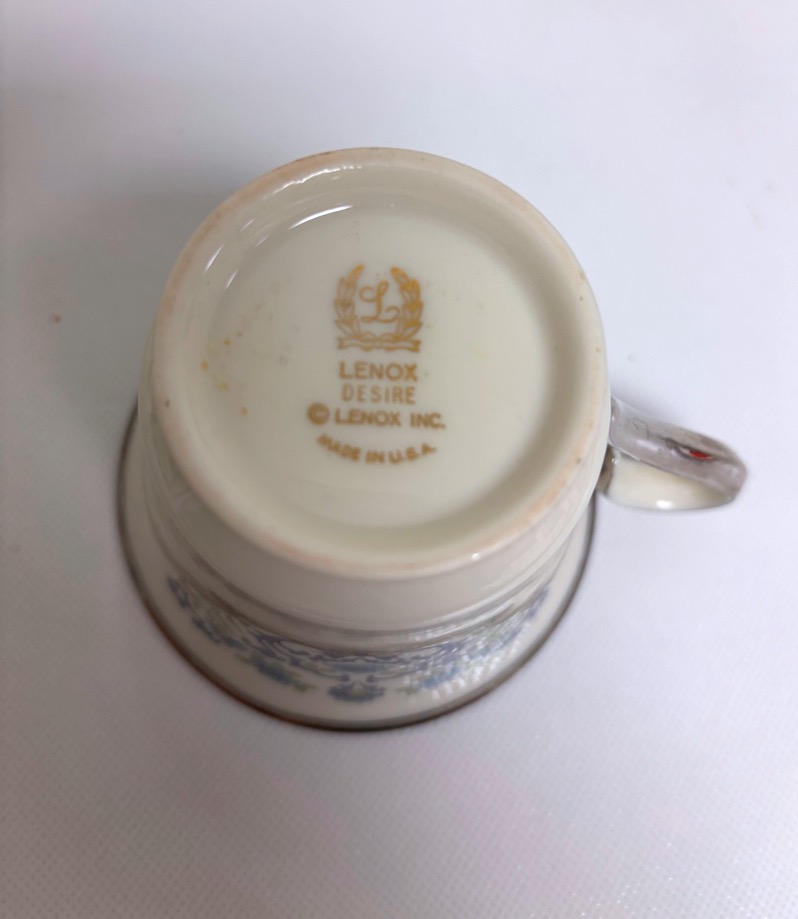 L
LENOX
DESIRE
© LENOX INC.
MADE IN U.S.A.